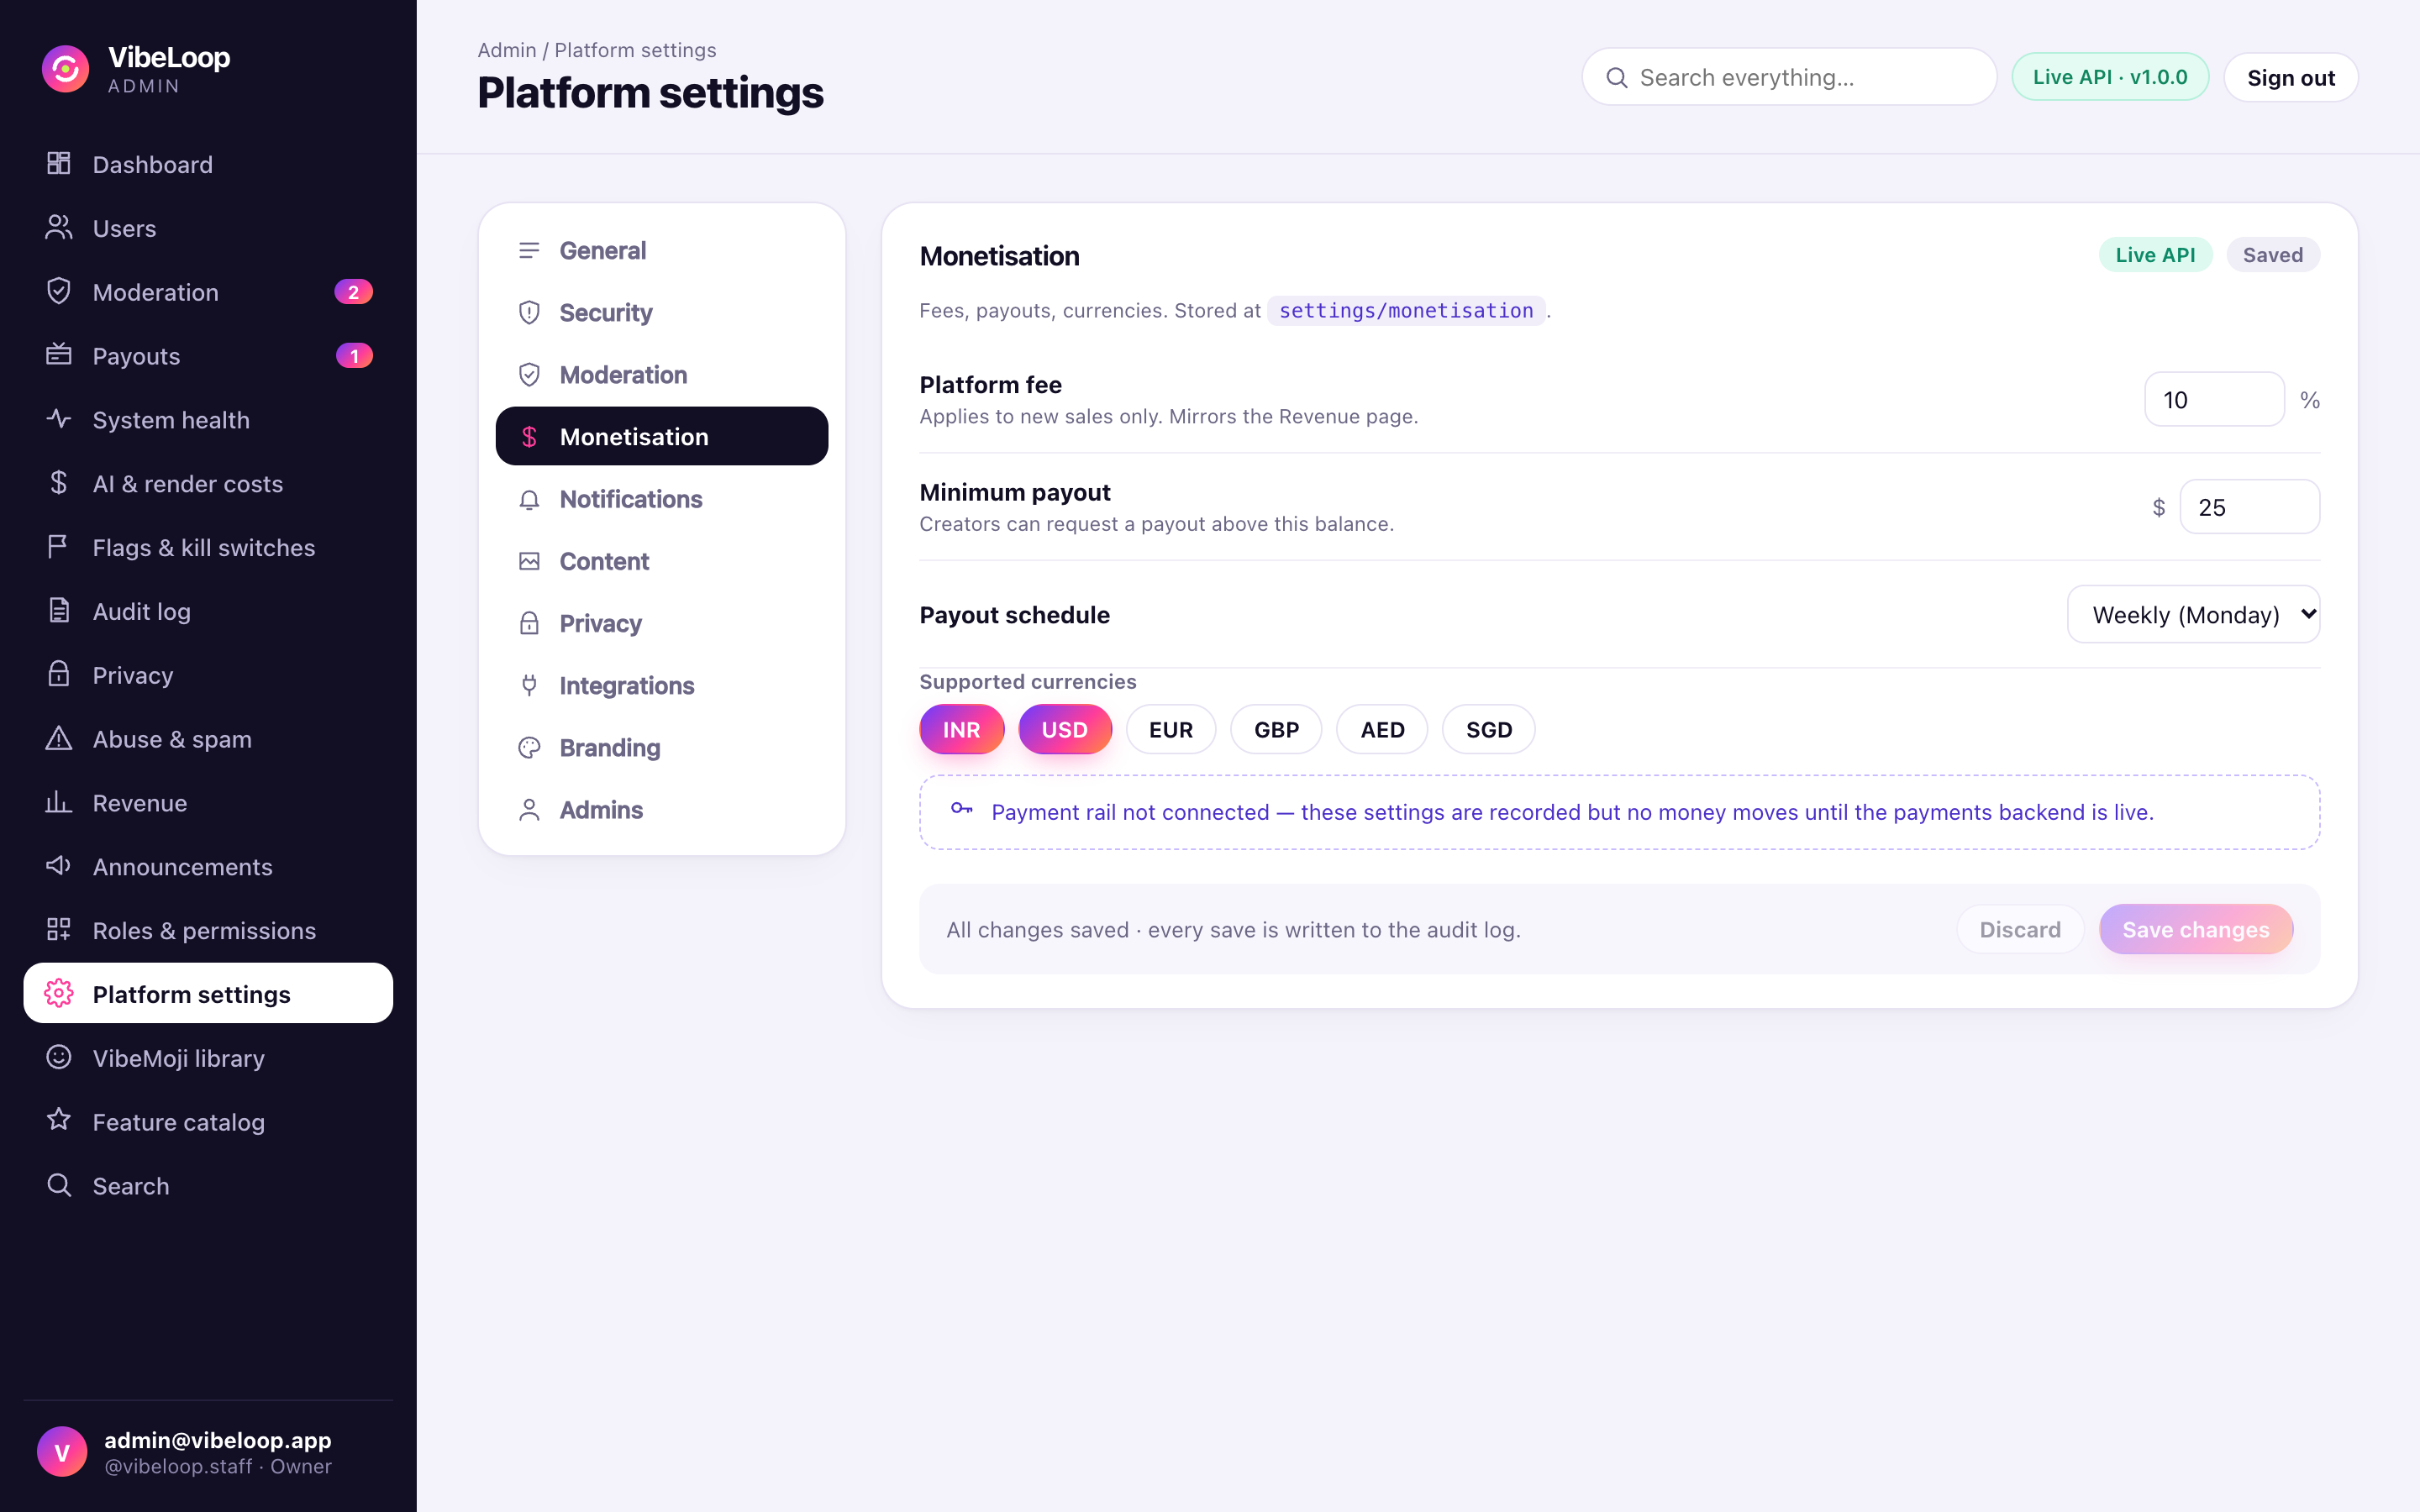 VibeLoop
ADMIN
Dashboard
Users
Moderation 2
Payouts 1
System health
AI & render costs
Flags & kill switches
Audit log
Privacy
Abuse & spam
Revenue
Announcements
Roles & permissions
Platform settings
VibeMoji library
Feature catalog
Search
V
admin@vibeloop.app
@vibeloop.staff · Owner
Admin / Platform settings
Platform settings
Search everything...
Live API · v1.0.0
Sign out
General
Security
Moderation
Monetisation
Notifications
Content
Privacy
Integrations
Branding
Admins
Monetisation
Live API
Saved
Fees, payouts, currencies. Stored at settings/monetisation.
Platform fee
Applies to new sales only. Mirrors the Revenue page.
10 %
Minimum payout
Creators can request a payout above this balance.
$ 25
Payout schedule
Weekly (Monday)
Supported currencies
INR USD EUR GBP AED SGD
Payment rail not connected — these settings are recorded but no money moves until the payments backend is live.
All changes saved · every save is written to the audit log.
Discard
Save changes